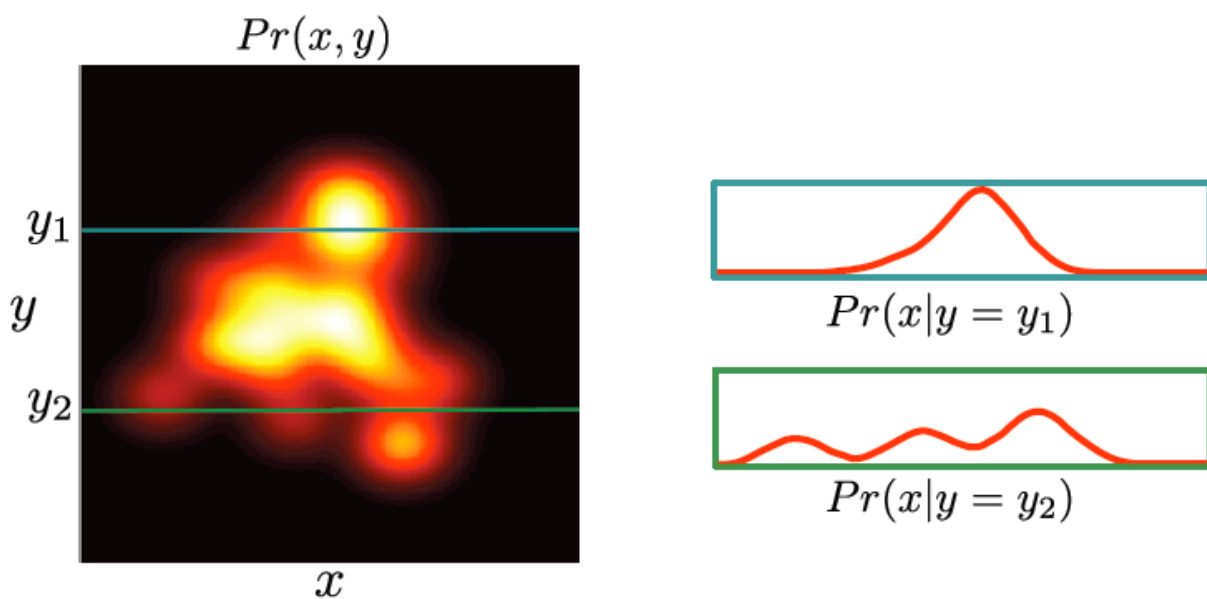 Pr(x, y)
y₁
y
y₂
x
Pr(x|y = y₁)
Pr(x|y = y₂)